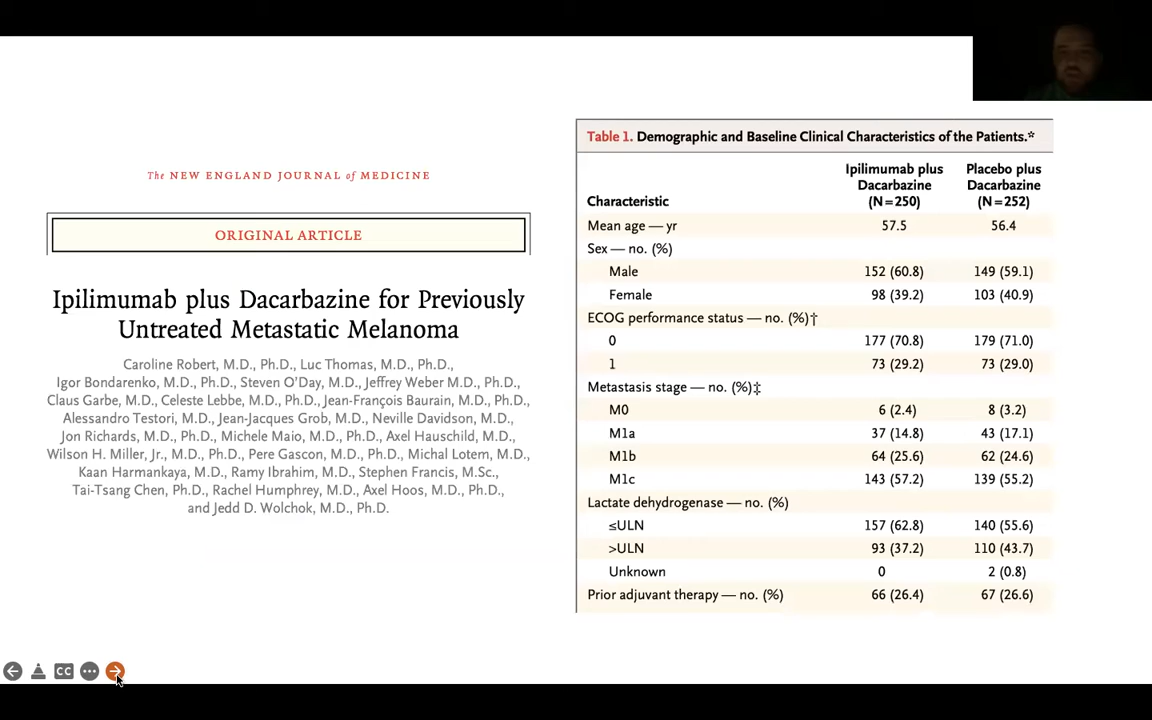 The NEW ENGLAND JOURNAL of MEDICINE
ORIGINAL ARTICLE
Ipilimumab plus Dacarbazine for Previously
Untreated Metastatic Melanoma
Caroline Robert, M.D., Ph.D., Luc Thomas, M.D., Ph.D.,
Igor Bondarenko, M.D., Ph.D., Steven O’Day, M.D., Jeffrey Weber M.D., Ph.D.,
Claus Garbe, M.D., Celeste Lebbe, M.D., Ph.D., Jean-François Baurain, M.D., Ph.D.,
Alessandro Testori, M.D., Jean-Jacques Grob, M.D., Neville Davidson, M.D.,
Jon Richards, M.D., Ph.D., Michele Maio, M.D., Ph.D., Axel Hauschild, M.D.,
Wilson H. Miller, Jr., M.D., Ph.D., Pere Gascon, M.D., Ph.D., Michal Lotem, M.D.,
Kaan Harmankaya, M.D., Ramy Ibrahim, M.D., Stephen Francis, M.Sc.,
Tai-Tsang Chen, Ph.D., Rachel Humphrey, M.D., Axel Hoos, M.D., Ph.D.,
and Jedd D. Wolchok, M.D., Ph.D.
Table 1. Demographic and Baseline Clinical Characteristics of the Patients.*
Characteristic Ipilimumab plus Dacarbazine (N=250) Placebo plus Dacarbazine (N=252)
Mean age — yr 57.5 56.4
Sex — no. (%)
Male 152 (60.8) 149 (59.1)
Female 98 (39.2) 103 (40.9)
ECOG performance status — no. (%)†
0 177 (70.8) 179 (71.0)
1 73 (29.2) 73 (29.0)
Metastasis stage — no. (%)‡
M0 6 (2.4) 8 (3.2)
M1a 37 (14.8) 43 (17.1)
M1b 64 (25.6) 62 (24.6)
M1c 143 (57.2) 139 (55.2)
Lactate dehydrogenase — no. (%)
≤ULN 157 (62.8) 140 (55.6)
>ULN 93 (37.2) 110 (43.7)
Unknown 0 2 (0.8)
Prior adjuvant therapy — no. (%) 66 (26.4) 67 (26.6)
CC